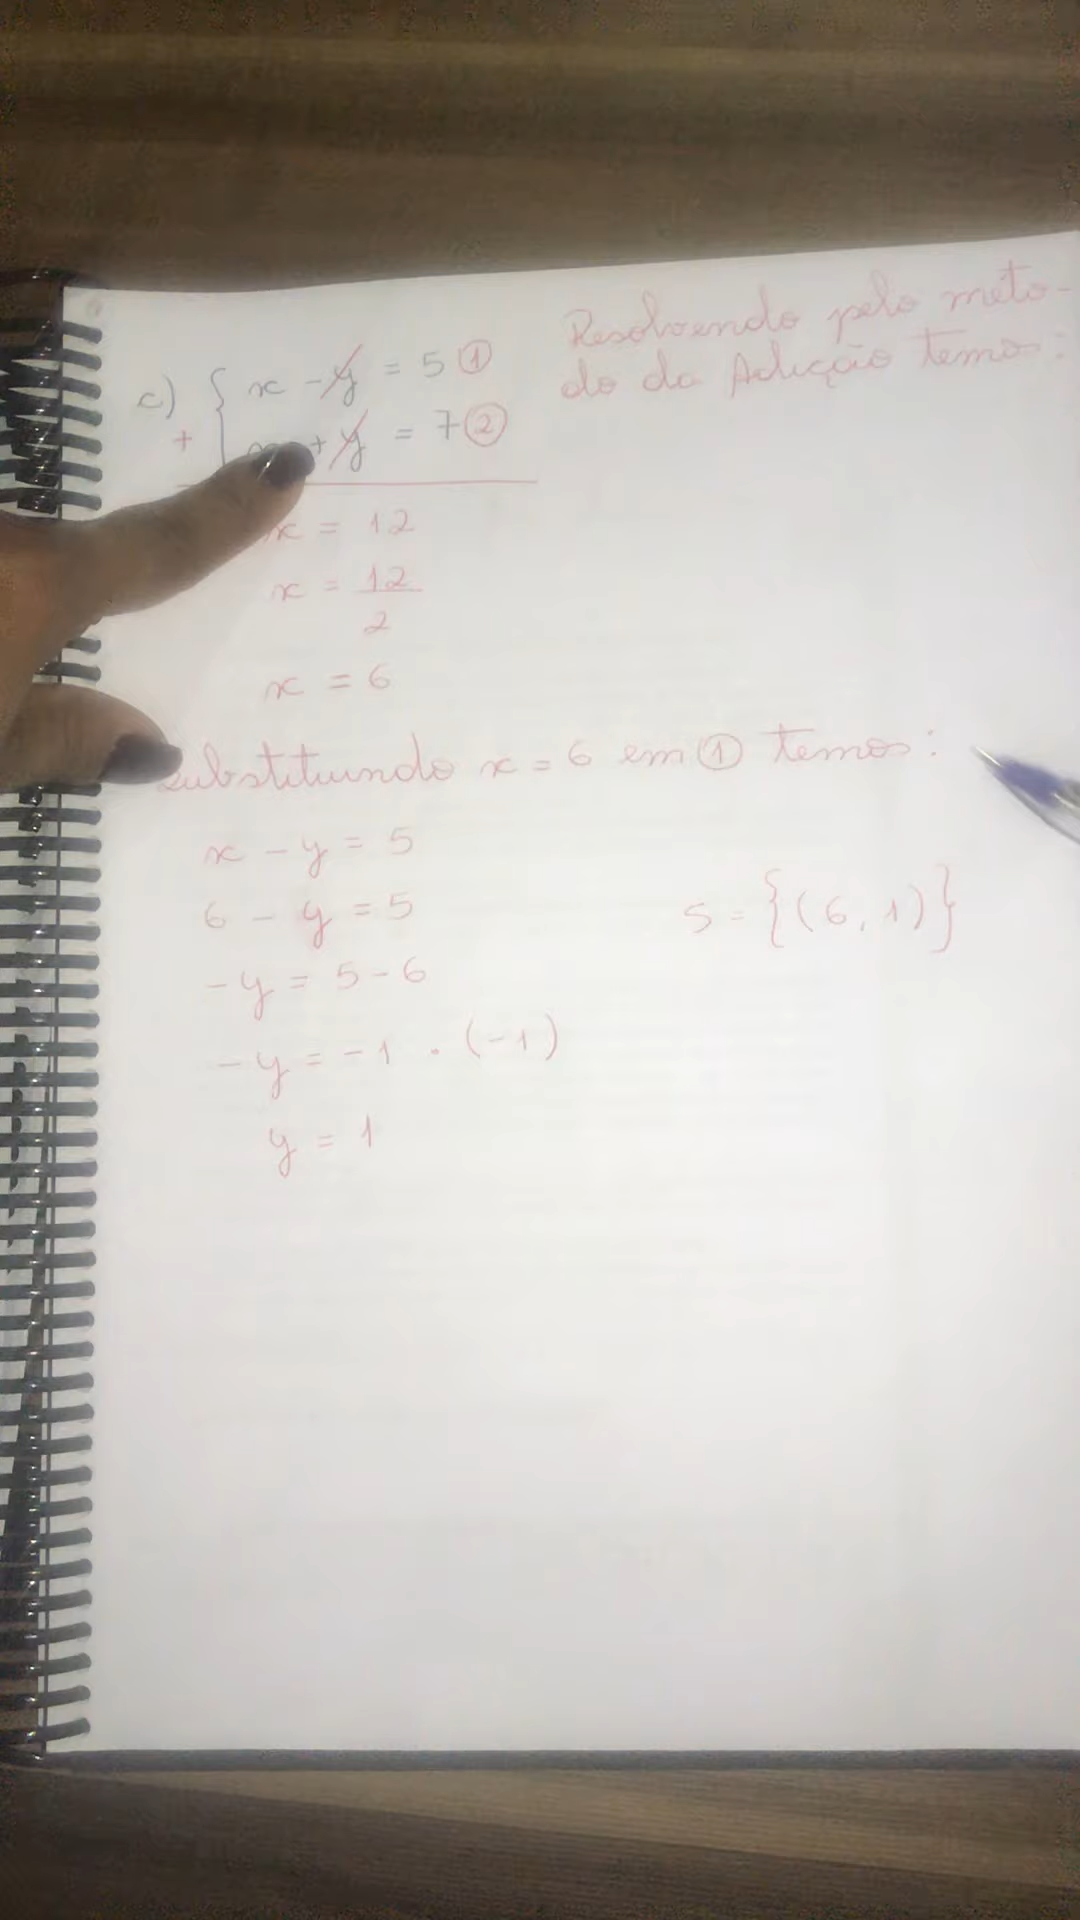 Resolvendo pelo méto-
do da Adição temos:
c) { x - y = 5 ①
+ + y = 7 ②
x = 12
x = 12/2
x = 6
Substituindo x = 6 em ① temos:
x - y = 5
6 - y = 5
- y = 5 - 6
- y = -1 . (-1)
y = 1
S = {(6, 1)}